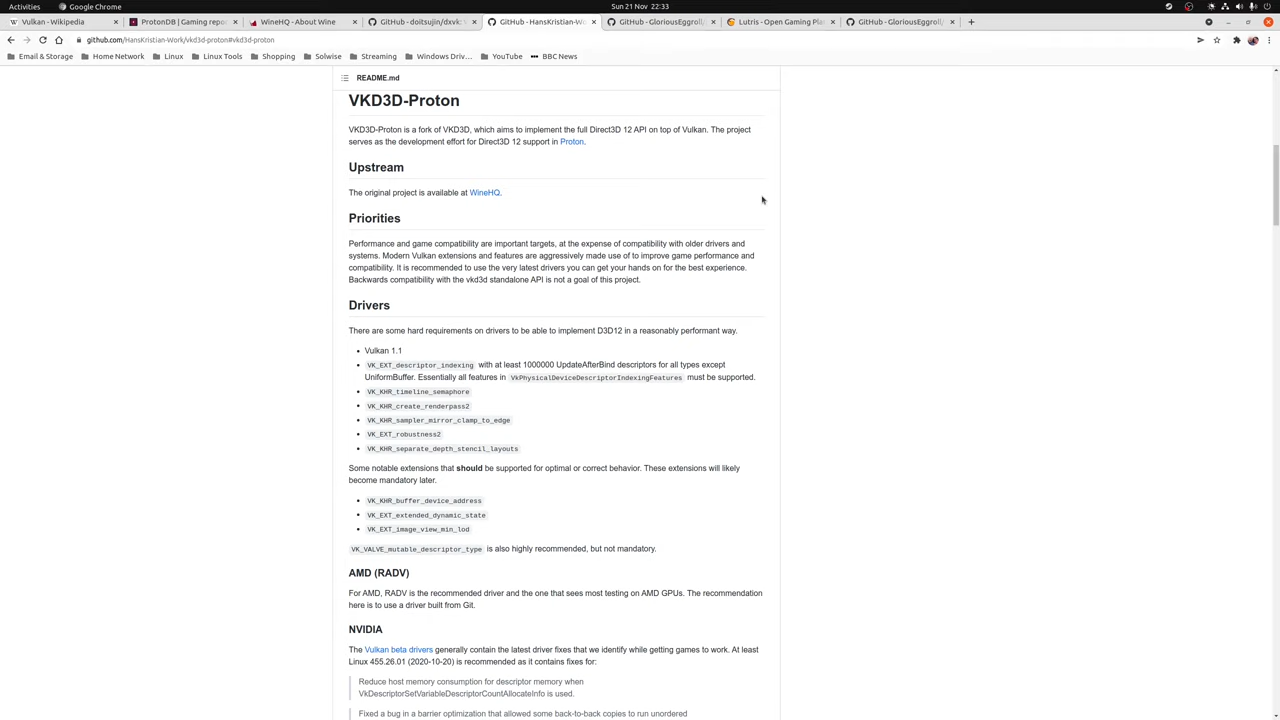 Activities
Google Chrome
Sun 21 Nov 22:33
Vulkan - Wikipedia
ProtonDB | Gaming repor
WineHQ - About Wine
GitHub - doitsujin/dxvk:
GitHub - HansKristian-Wo
GitHub - GloriousEggroll/
Lutris - Open Gaming Pla
GitHub - GloriousEggroll/
github.com/HansKristian-Work/vkd3d-proton#vkd3d-proton
Email & Storage
Home Network
Linux
Linux Tools
Shopping
Solwise
Streaming
Windows Driv…
YouTube
BBC News
README.md
VKD3D-Proton
VKD3D-Proton is a fork of VKD3D, which aims to implement the full Direct3D 12 API on top of Vulkan. The project
serves as the development effort for Direct3D 12 support in Proton.
Upstream
The original project is available at WineHQ.
Priorities
Performance and game compatibility are important targets, at the expense of compatibility with older drivers and
systems. Modern Vulkan extensions and features are aggressively made use of to improve game performance and
compatibility. It is recommended to use the very latest drivers you can get your hands on for the best experience.
Backwards compatibility with the vkd3d standalone API is not a goal of this project.
Drivers
There are some hard requirements on drivers to be able to implement D3D12 in a reasonably performant way.
• Vulkan 1.1
• VK_EXT_descriptor_indexing with at least 1000000 UpdateAfterBind descriptors for all types except
UniformBuffer. Essentially all features in VkPhysicalDeviceDescriptorIndexingFeatures must be supported.
• VK_KHR_timeline_semaphore
• VK_KHR_create_renderpass2
• VK_KHR_sampler_mirror_clamp_to_edge
• VK_EXT_robustness2
• VK_KHR_separate_depth_stencil_layouts
Some notable extensions that should be supported for optimal or correct behavior. These extensions will likely
become mandatory later.
• VK_KHR_buffer_device_address
• VK_EXT_extended_dynamic_state
• VK_EXT_image_view_min_lod
VK_VALVE_mutable_descriptor_type is also highly recommended, but not mandatory.
AMD (RADV)
For AMD, RADV is the recommended driver and the one that sees most testing on AMD GPUs. The recommendation
here is to use a driver built from Git.
NVIDIA
The Vulkan beta drivers generally contain the latest driver fixes that we identify while getting games to work. At least
Linux 455.26.01 (2020-10-20) is recommended as it contains fixes for:
Reduce host memory consumption for descriptor memory when
VkDescriptorSetVariableDescriptorCountAllocateInfo is used.
Fixed a bug in a barrier optimization that allowed some back-to-back copies to run unordered